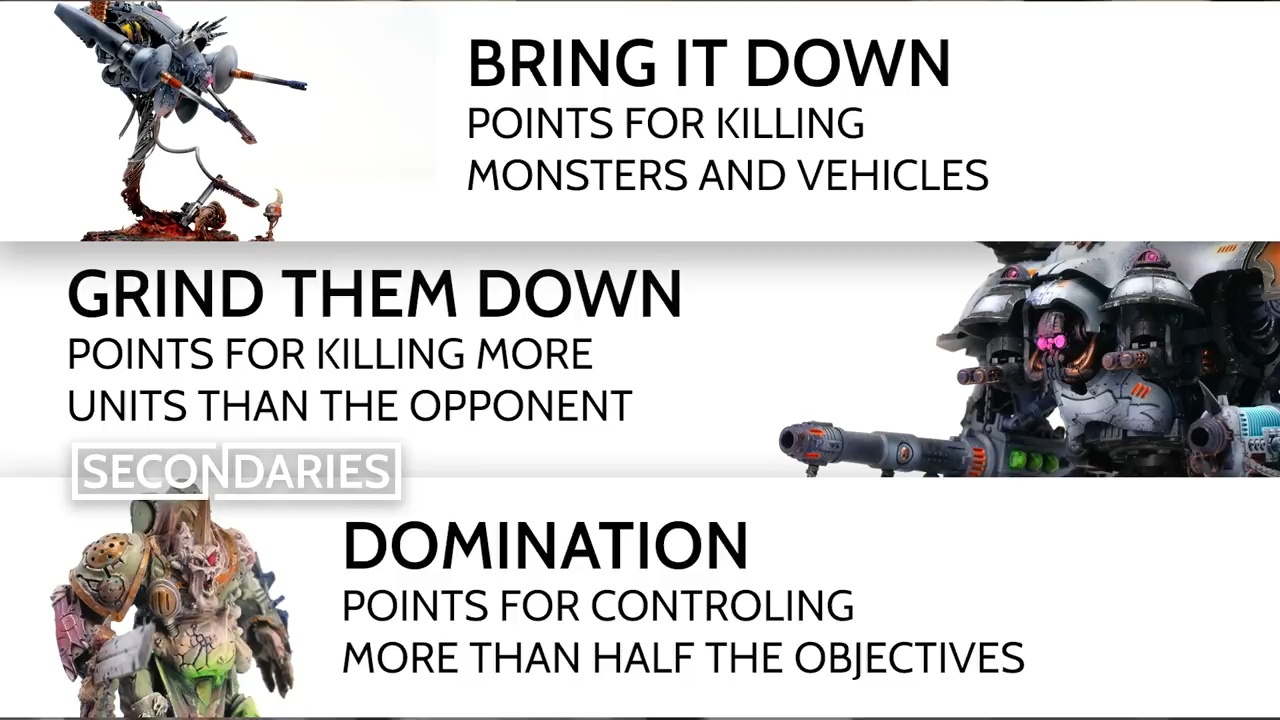 BRING IT DOWN
POINTS FOR KILLING
MONSTERS AND VEHICLES
GRIND THEM DOWN
POINTS FOR KILLING MORE
UNITS THAN THE OPPONENT
SECONDARIES
DOMINATION
POINTS FOR CONTROLING
MORE THAN HALF THE OBJECTIVES